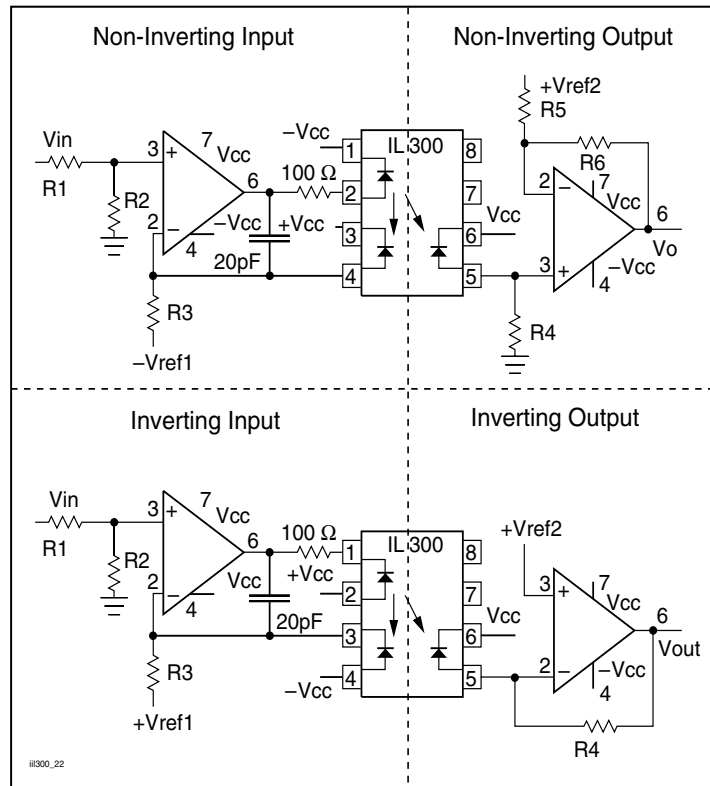 Non-Inverting Input
Non-Inverting Output
+Vref2
R5
Vin
R1
R2
3 +
7
Vcc
6
2 −
−Vcc
4
R3
−Vref1
100 Ω
20pF
−Vcc
+Vcc
IL 300
1
2
3
4
8
7
6
5
Vcc
R4
R6
2 −
7
Vcc
6
Vo
3 +
−Vcc
4
Inverting Input
Inverting Output
Vin
R1
R2
3 +
7
Vcc
6
2 −
Vcc
4
R3
+Vref1
100 Ω
20pF
+Vcc
−Vcc
IL 300
1
2
3
4
8
7
6
5
Vcc
+Vref2
3 +
7
Vcc
6
Vout
2 −
−Vcc
4
R4
iil300_22